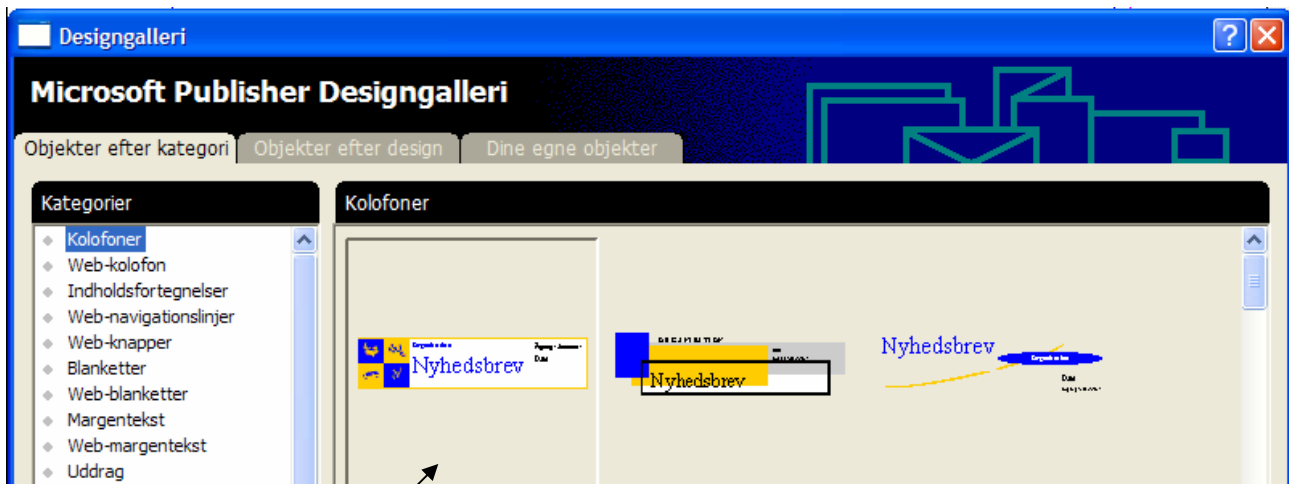 Designgalleri
Microsoft Publisher Designgalleri
Objekter efter kategori Objekter efter design Dine egne objekter
Kategorier
Kolofoner
Kolofoner
Web-kolofon
Indholdsfortegnelser
Web-navigationslinjer
Web-knapper
Blanketter
Web-blanketter
Margentekst
Web-margentekst
Uddrag
Nyhedsbrev
Nyhedsbrev
Nyhedsbrev